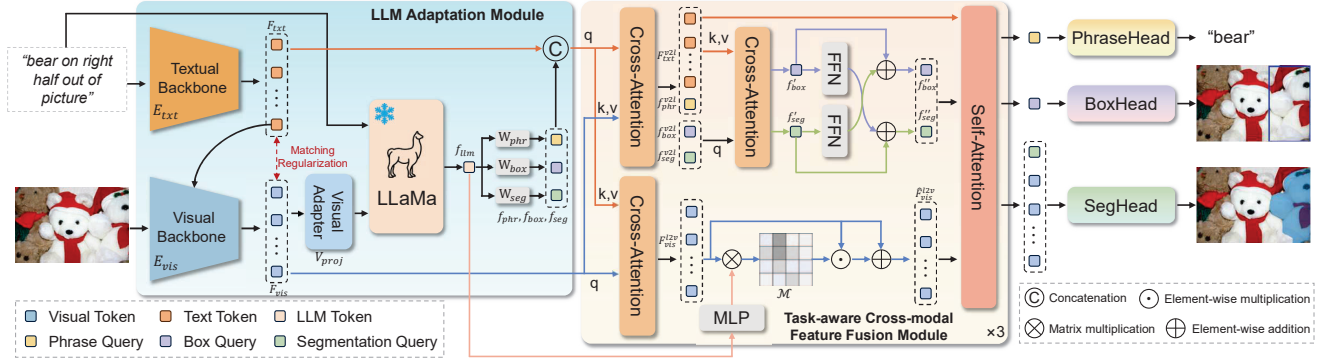 LLM Adaptation Module
F_txt
"bear on right
half out of
picture"
Textual
Backbone
E_txt
Matching
Regularization
Visual
Backbone
E_vis
F_vis
Visual
Adapter
V_proj
LLaMa
f_llm
W_phr
W_box
W_seg
f_phr, f_box, f_seg
C
q
k,v
k,v
q
Cross-Attention
Cross-Attention
F_txt^v2l
f_phr^v2l
f_box^v2l
f_seg^v2l
k,v
q
Cross-Attention
f'_box
f'_seg
FFN
FFN
f''_box
f''_seg
F_vis^l2v
M
MLP
F̂_vis^l2v
Self-Attention
Task-aware Cross-modal
Feature Fusion Module
×3
PhraseHead
"bear"
BoxHead
SegHead
Visual Token
Text Token
LLM Token
Phrase Query
Box Query
Segmentation Query
C Concatenation
Element-wise multiplication
Matrix multiplication
Element-wise addition